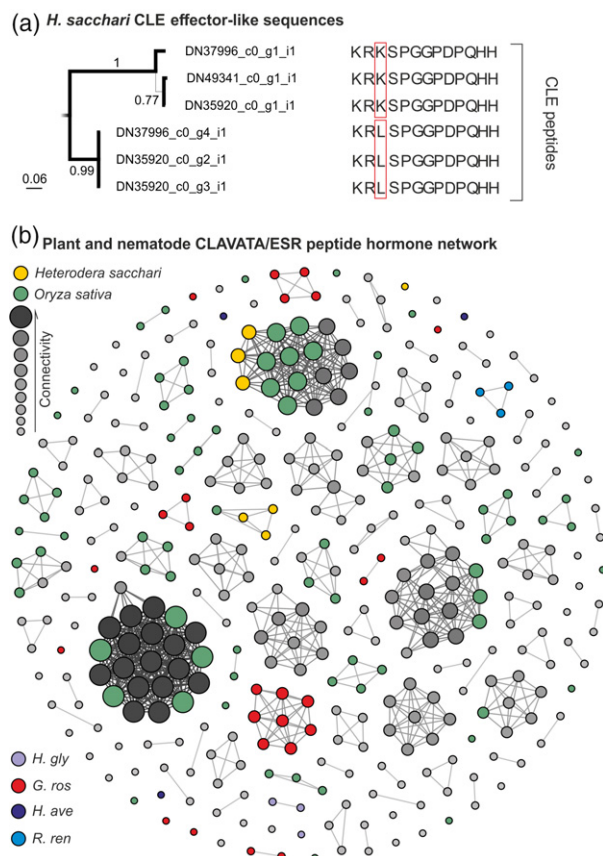 (a) H. sacchari CLE effector-like sequences
DN37996_c0_g1_i1 KRKSPGGPDPQHH
1
DN49341_c0_g1_i1 KRKSPGGPDPQHH
0.77
DN35920_c0_g1_i1 KRKSPGGPDPQHH
DN37996_c0_g4_i1 KRLSPGGPDPQHH
0.99
DN35920_c0_g2_i1 KRLSPGGPDPQHH
0.06
DN35920_c0_g3_i1 KRLSPGGPDPQHH
CLE peptides
(b) Plant and nematode CLAVATA/ESR peptide hormone network
Heterodera sacchari
Oryza sativa
Connectivity
H. gly
G. ros
H. ave
R. ren